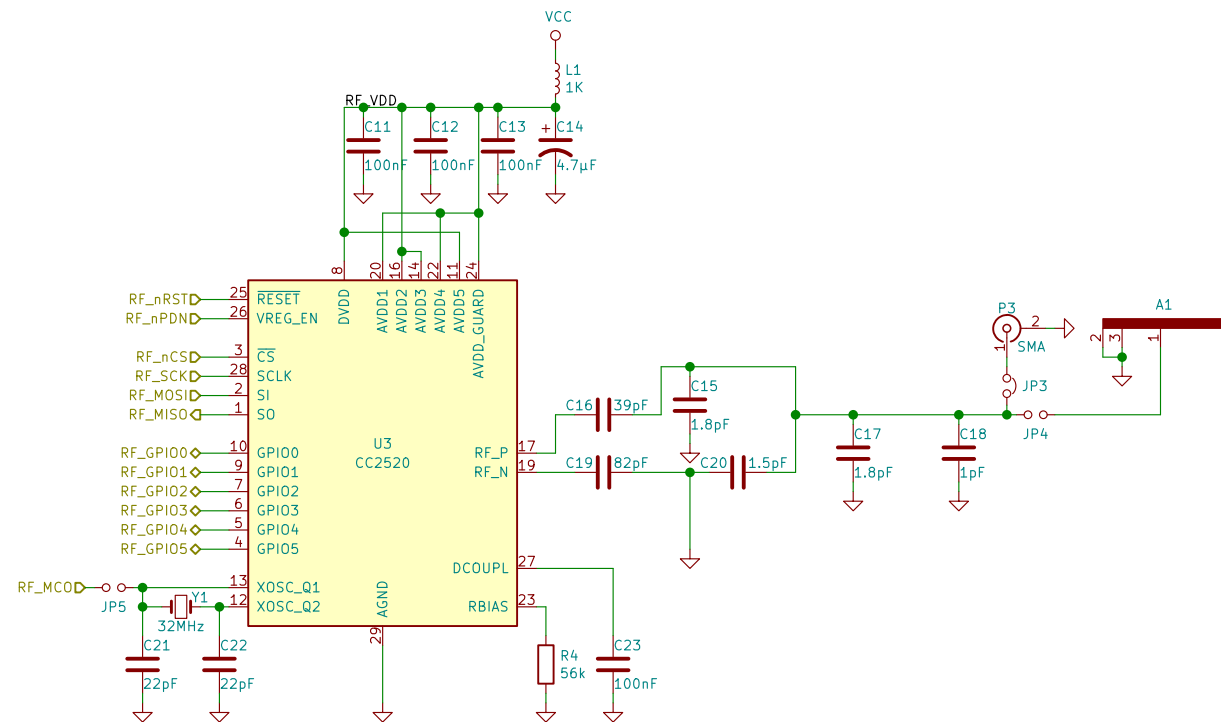 VCC
L1
1K
RF_VDD
C11
100nF
C12
100nF
C13
100nF
+ C14
4.7µF
8
20
16
14
22
11
24
DVDD
AVDD1
AVDD2
AVDD3
AVDD4
AVDD5
AVDD_GUARD
RF_nRST 25 RESET
RF_nPDN 26 VREG_EN
RF_nCS 3 CS
RF_SCK 28 SCLK
RF_MOSI 2 SI
RF_MISO 1 SO
RF_GPIO0 10 GPIO0
RF_GPIO1 9 GPIO1
RF_GPIO2 7 GPIO2
RF_GPIO3 6 GPIO3
RF_GPIO4 5 GPIO4
RF_GPIO5 4 GPIO5
RF_MCO
JP5
13 XOSC_Q1
12 XOSC_Q2
Y1
32MHz
C21
22pF
C22
22pF
U3
CC2520
AGND
29
RF_P 17
RF_N 19
DCOUPL 27
RBIAS 23
R4
56k
C23
100nF
C16 39pF
C15
1.8pF
C19 82pF
C20 1.5pF
C17
1.8pF
C18
1pF
P3
2
1
SMA
JP3
JP4
A1
2
3
1